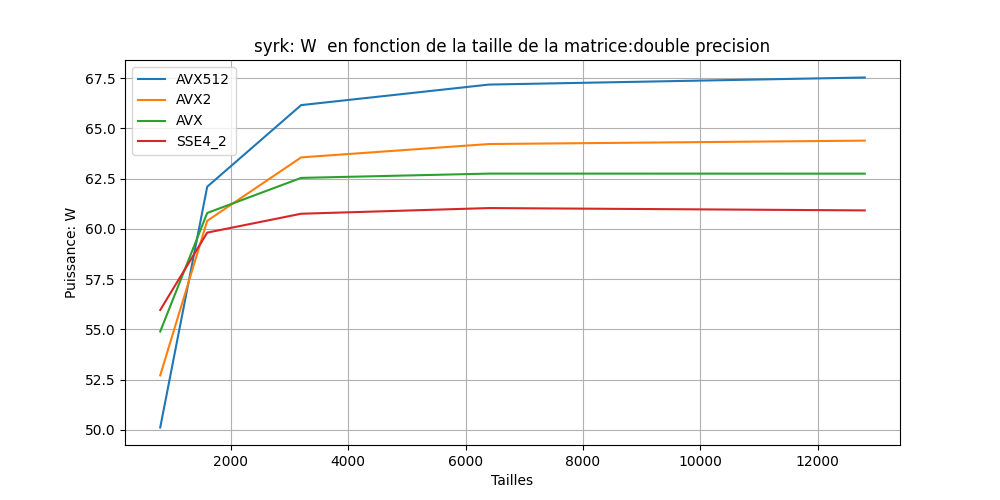 syrk: W  en fonction de la taille de la matrice:double precision
AVX512
AVX2
AVX
SSE4_2
Puissance: W
67.5
65.0
62.5
60.0
57.5
55.0
52.5
50.0
2000 4000 6000 8000 10000 12000
Tailles